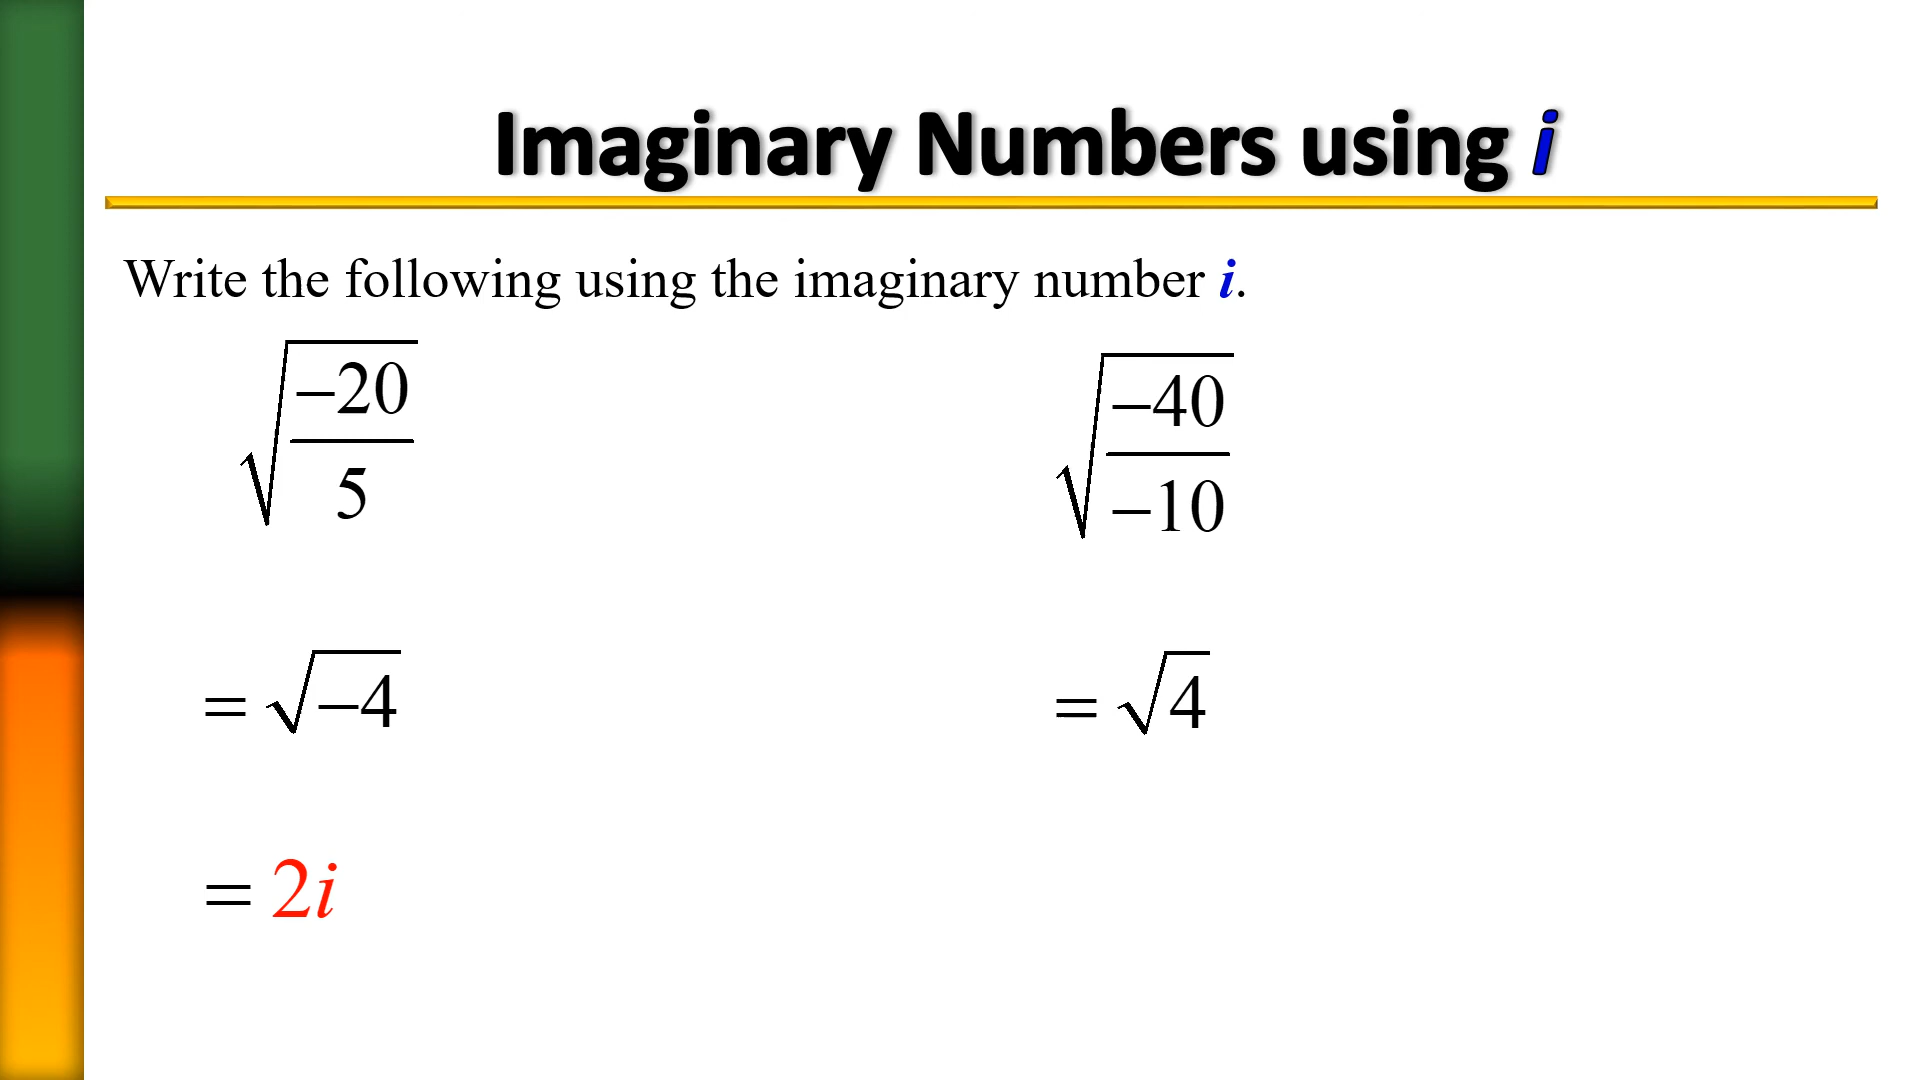 Imaginary Numbers using i
Write the following using the imaginary number i.
√(−20/5)
= √−4
= 2i
√(−40/−10)
= √4